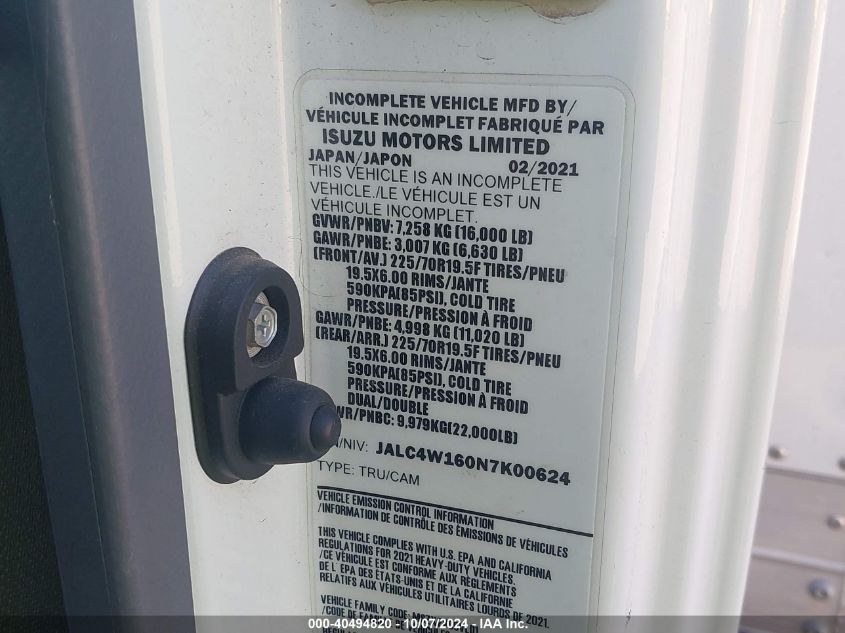 INCOMPLETE VEHICLE MFD BY/
VÉHICULE INCOMPLET FABRIQUÉ PAR
ISUZU MOTORS LIMITED
JAPAN/JAPON 02/2021
THIS VEHICLE IS AN INCOMPLETE
VEHICLE./LE VÉHICULE EST UN
VÉHICULE INCOMPLET.
GVWR/PNBV: 7,258 KG (16,000 LB)
GAWR/PNBE: 3,007 KG (6,630 LB)
(FRONT/AV.) 225/70R19.5F TIRES/PNEU
19.5X6.00 RIMS/JANTE
590KPA(85PSI), COLD TIRE
PRESSURE/PRESSION À FROID
GAWR/PNBE: 4,998 KG (11,020 LB)
(REAR/ARR.) 225/70R19.5F TIRES/PNEU
19.5X6.00 RIMS/JANTE
590KPA(85PSI), COLD TIRE
PRESSURE/PRESSION À FROID
DUAL/DOUBLE
WR/PNBC: 9,979KG(22,000LB)
/NIV: JALC4W160N7K00624
TYPE: TRU/CAM
VEHICLE EMISSION CONTROL INFORMATION
/INFORMATION DE CONTRÔLE DES ÉMISSIONS DE VÉHICULES
THIS VEHICLE COMPLIES WITH U.S. EPA AND CALIFORNIA
REGULATIONS FOR 2021 HEAVY-DUTY VEHICLES.
/CE VÉHICULE EST CONFORME AUX RÈGLEMENTS
DE L' EPA DES ÉTATS-UNIS ET DE LA CALIFORNIE
RELATIFS AUX VÉHICULES UTILITAIRES LOURDS DE 2021.
VEHICLE FAMILY CODE:
/CODE DE FAMILLE
000-40494820 - 10/07/2024 - IAA Inc.